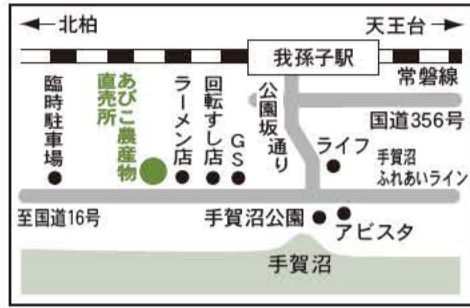 ←北柏
天王台→
我孫子駅
常磐線
国道356号
臨時駐車場
あびこ農産物
直売所
ラーメン店
回転すし店
GS
公園坂通り
ライフ
手賀沼
ふれあいライン
至国道16号
手賀沼公園
アビスタ
手賀沼